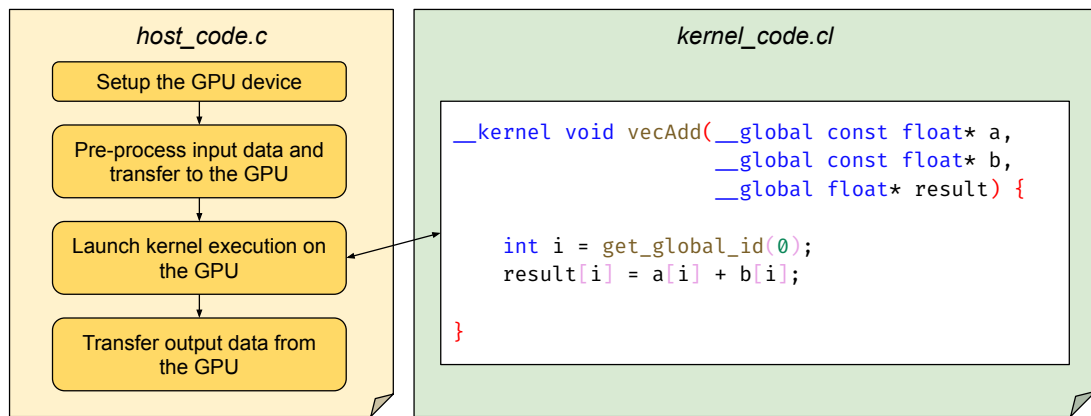 host_code.c
Setup the GPU device
Pre-process input data and
transfer to the GPU
Launch kernel execution on
the GPU
Transfer output data from
the GPU
kernel_code.cl
__kernel void vecAdd(__global const float* a,
__global const float* b,
__global float* result) {
int i = get_global_id(0);
result[i] = a[i] + b[i];
}